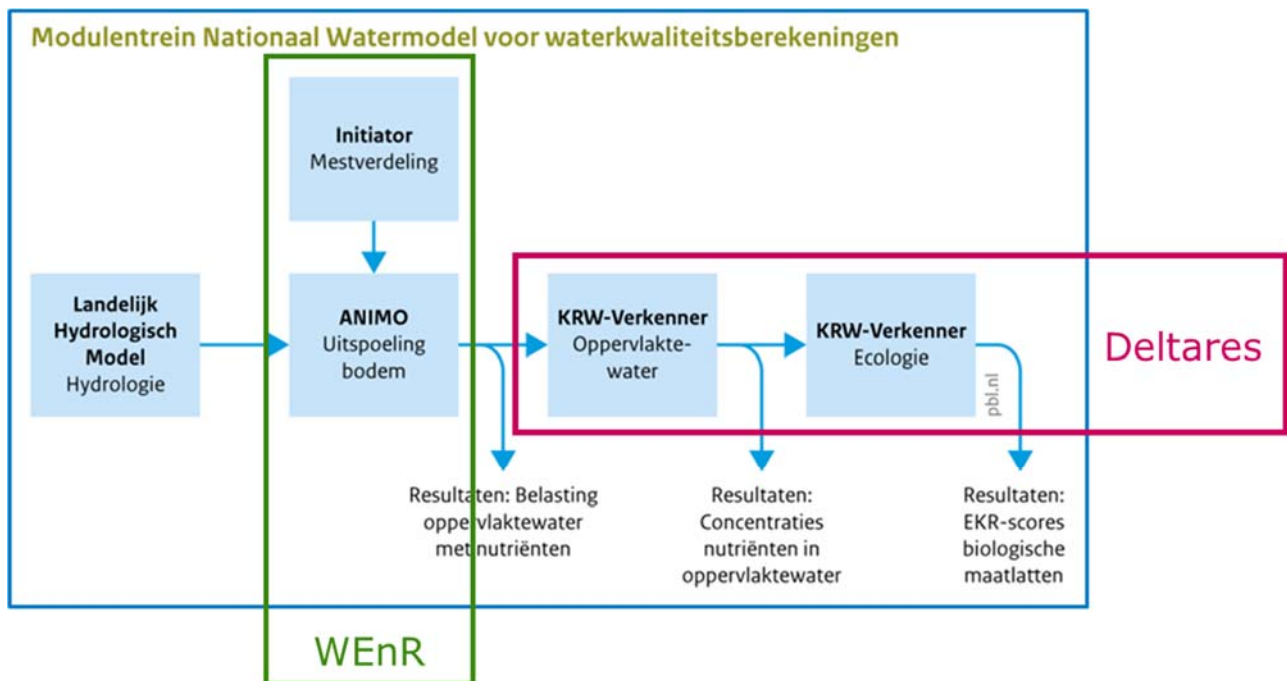 Modulentrein Nationaal Watermodel voor waterkwaliteitsberekeningen
Initiator
Mestverdeling
Landelijk
Hydrologisch
Model
Hydrologie
ANIMO
Uitspoeling
bodem
KRW-Verkenner
Oppervlakte-
water
KRW-Verkenner
Ecologie
Deltares
pbl.nl
Resultaten: Belasting
oppervlaktewater
met nutriënten
Resultaten:
Concentraties
nutriënten in
oppervlaktewater
Resultaten:
EKR-scores
biologische
maatlatten
WEnR